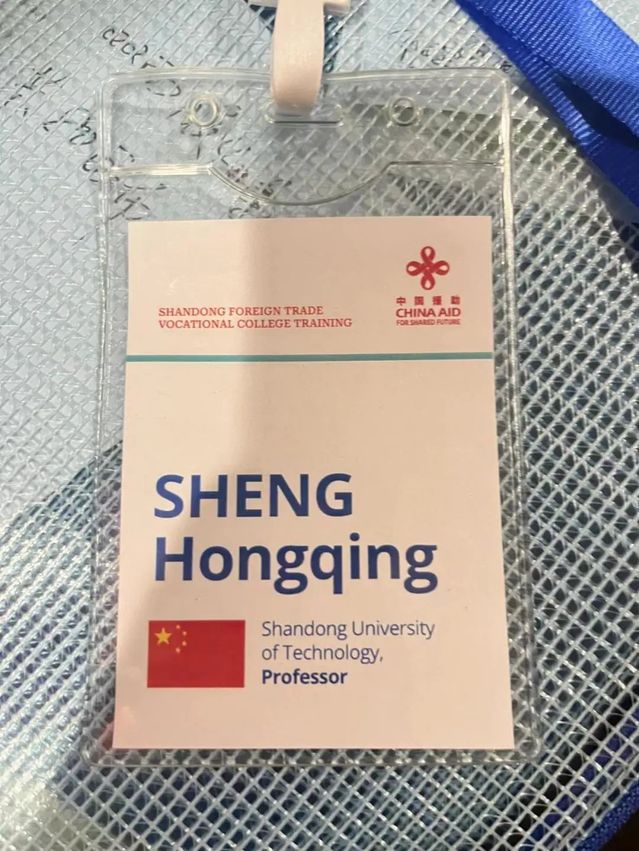 SHANDONG FOREIGN TRADE
VOCATIONAL COLLEGE TRAINING
中国援助
CHINA AID
FOR SHARED FUTURE
SHENG
Hongqing
Shandong University
of Technology,
Professor